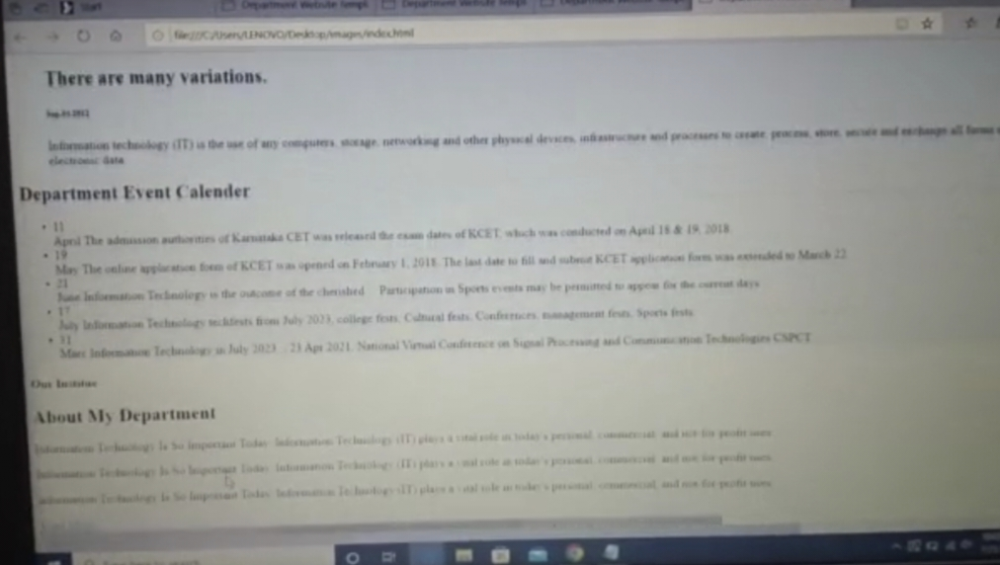 Start
Department Website Templ
Department Website Templ
file:///C:/Users/LENOVO/Desktop/images/index.html
There are many variations.
Information technology (IT) is the use of any computers, storage, networking and other physical devices, infrastructure and processes to create, process, store, secure and exchange all forms
electronic data
Department Event Calender
11
April The admission authorities of Karnataka CET was released the exam dates of KCET, which was conducted on April 18 & 19, 2018
19
May The online application form of KCET was opened on February 1, 2018. The last date to fill and submit KCET application form was extended to March 22
21
June Information Technology is the outcome of the cherished Participation in Sports events may be permitted to appear for the current days
17
July Information Technology techfests from July 2023, college fests, Cultural fests, Conferences, management fests, Sports fests
31
Mars Information Technology in July 2023 . 23 Apr 2021. National Virtual Conference on Signal Processing and Communication Technologies CSPCT
Our Institue
About My Department
Information Technology Is So Important Today. Information Technology (IT) plays a vital role in today's personal, commercial, and not-for-profit uses
Information Technology Is So Important Today. Information Technology (IT) plays a vital role in today's personal, commercial, and not-for-profit uses
Information Technology Is So Important Today. Information Technology (IT) plays a vital role in today's personal, commercial, and not-for-profit uses